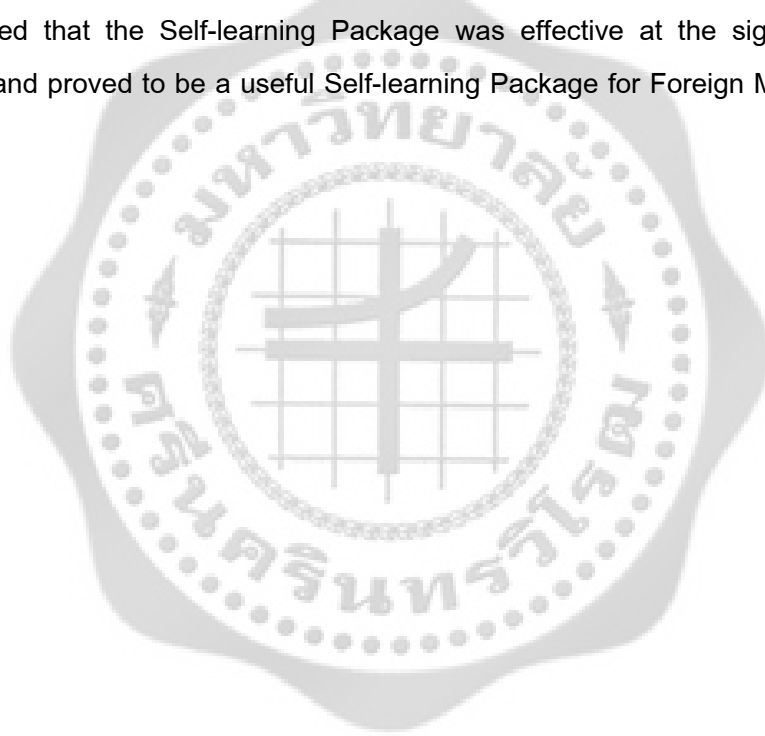 ed that the Self-learning Package was effective at the sig
and proved to be a useful Self-learning Package for Foreign M
มหาวิทยาลัย
ศรีนครินทรวิโรฒ